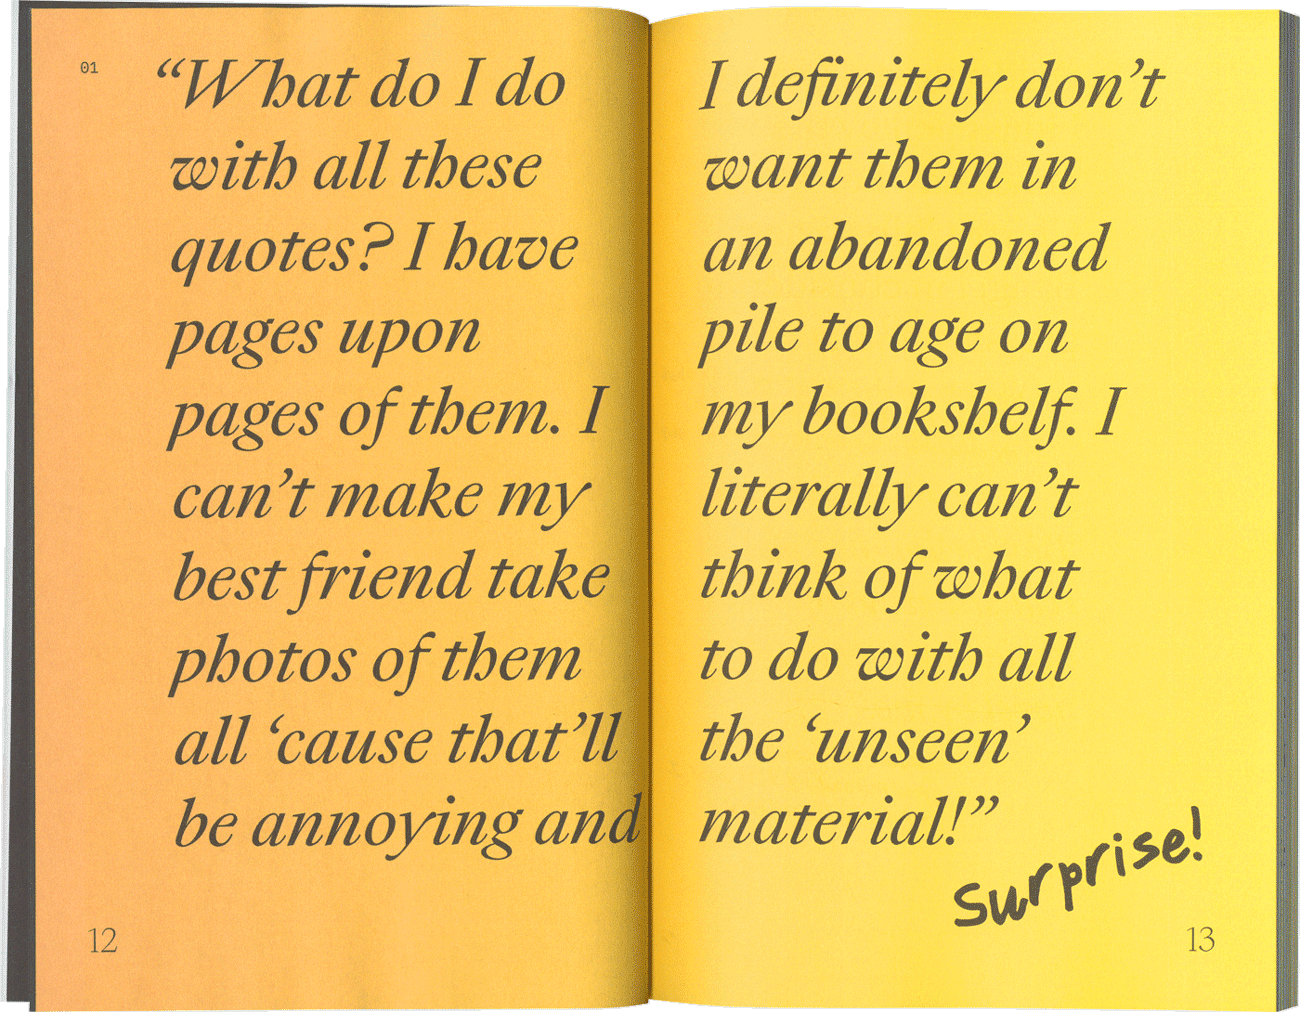 01
“What do I do
with all these
quotes? I have
pages upon
pages of them. I
can’t make my
best friend take
photos of them
all ‘cause that’ll
be annoying and
12
I definitely don’t
want them in
an abandoned
pile to age on
my bookshelf. I
literally can’t
think of what
to do with all
the ‘unseen’
material!”
Surprise!
13